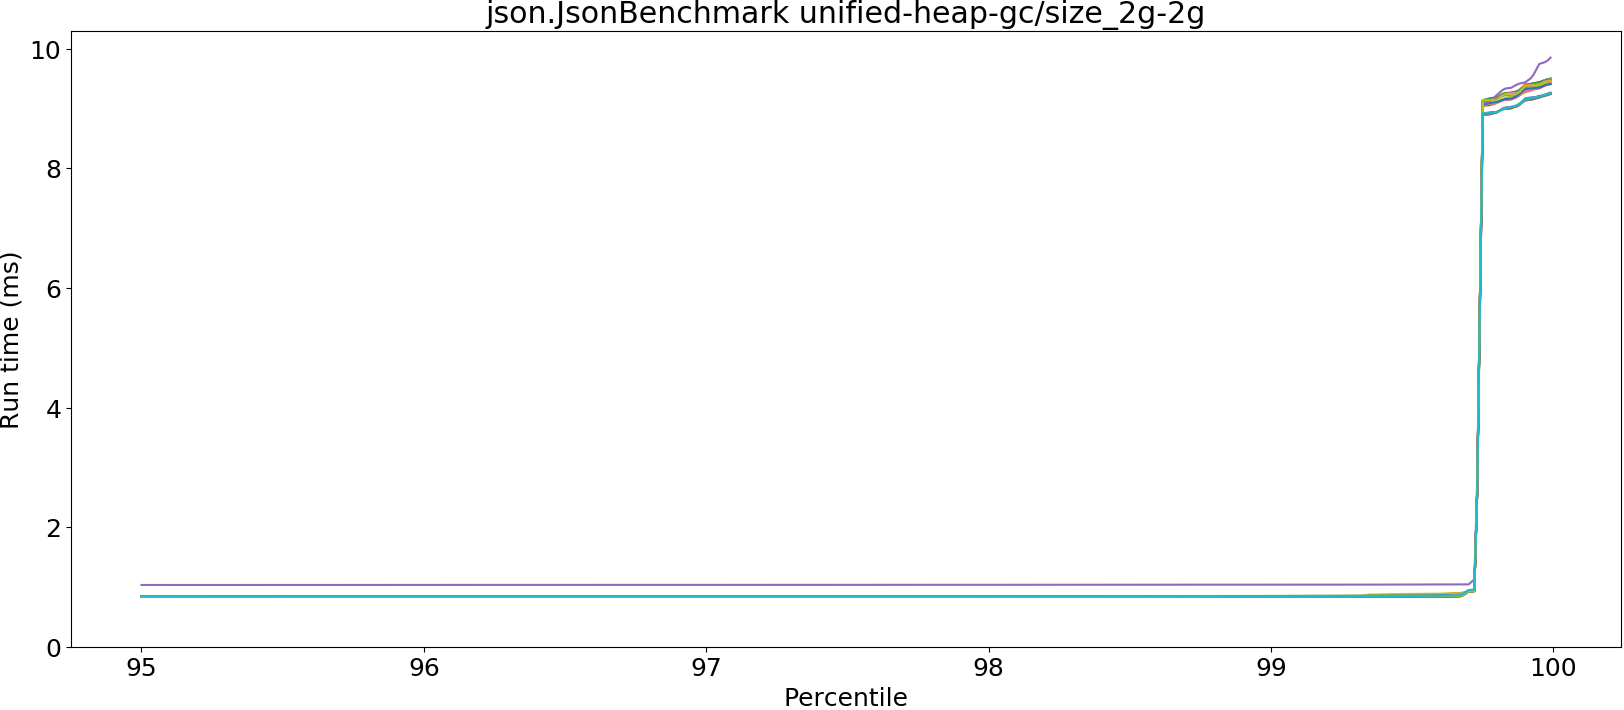 json.JsonBenchmark unified-heap-gc/size_2g-2g
10
8
6
4
2
0
Run time (ms)
95 96 97 98 99 100
Percentile